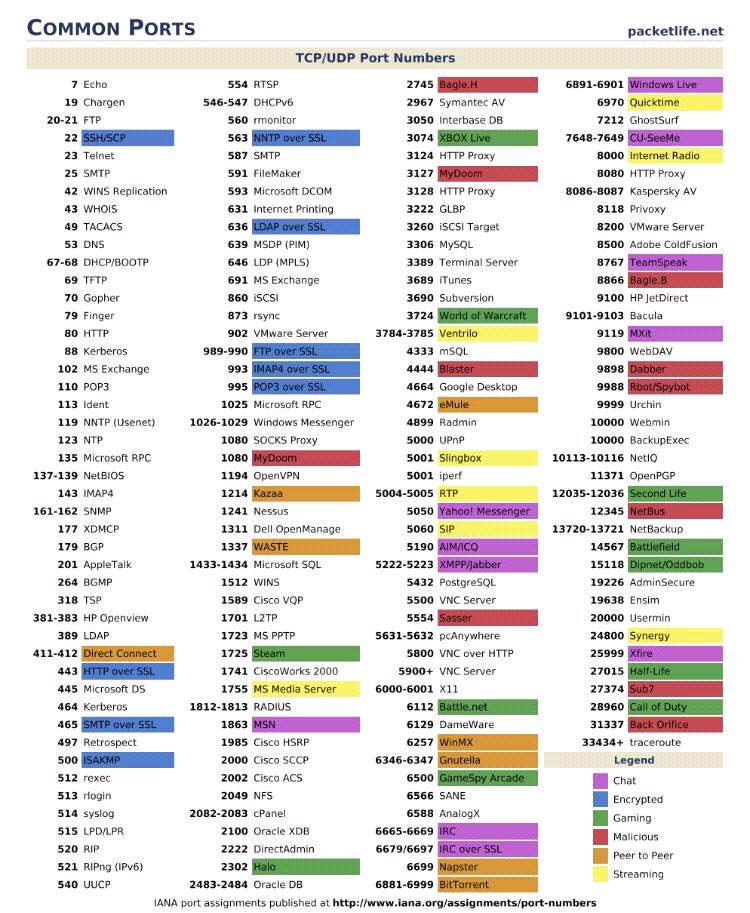 COMMON PORTS
packetlife.net
TCP/UDP Port Numbers
7 Echo
19 Chargen
20-21 FTP
22 SSH/SCP
23 Telnet
25 SMTP
42 WINS Replication
43 WHOIS
49 TACACS
53 DNS
67-68 DHCP/BOOTP
69 TFTP
70 Gopher
79 Finger
80 HTTP
88 Kerberos
102 MS Exchange
110 POP3
113 Ident
119 NNTP (Usenet)
123 NTP
135 Microsoft RPC
137-139 NetBIOS
143 IMAP4
161-162 SNMP
177 XDMCP
179 BGP
201 AppleTalk
264 BGMP
318 TSP
381-383 HP Openview
389 LDAP
411-412 Direct Connect
443 HTTP over SSL
445 Microsoft DS
464 Kerberos
465 SMTP over SSL
497 Retrospect
500 ISAKMP
512 rexec
513 rlogin
514 syslog
515 LPD/LPR
520 RIP
521 RIPng (IPv6)
540 UUCP
554 RTSP
546-547 DHCPv6
560 rmonitor
563 NNTP over SSL
587 SMTP
591 FileMaker
593 Microsoft DCOM
631 Internet Printing
636 LDAP over SSL
639 MSDP (PIM)
646 LDP (MPLS)
691 MS Exchange
860 iSCSI
873 rsync
902 VMware Server
989-990 FTP over SSL
993 IMAP4 over SSL
995 POP3 over SSL
1025 Microsoft RPC
1026-1029 Windows Messenger
1080 SOCKS Proxy
1080 MyDoom
1194 OpenVPN
1214 Kazaa
1241 Nessus
1311 Dell OpenManage
1337 WASTE
1433-1434 Microsoft SQL
1512 WINS
1589 Cisco VQP
1701 L2TP
1723 MS PPTP
1725 Steam
1741 CiscoWorks 2000
1755 MS Media Server
1812-1813 RADIUS
1863 MSN
1985 Cisco HSRP
2000 Cisco SCCP
2002 Cisco ACS
2049 NFS
2082-2083 cPanel
2100 Oracle XDB
2222 DirectAdmin
2302 Halo
2483-2484 Oracle DB
2745 Bagle.H
2967 Symantec AV
3050 Interbase DB
3074 XBOX Live
3124 HTTP Proxy
3127 MyDoom
3128 HTTP Proxy
3222 GLBP
3260 iSCSI Target
3306 MySQL
3389 Terminal Server
3689 iTunes
3690 Subversion
3724 World of Warcraft
3784-3785 Ventrilo
4333 mSQL
4444 Blaster
4664 Google Desktop
4672 eMule
4899 Radmin
5000 UPnP
5001 Slingbox
5001 iperf
5004-5005 RTP
5050 Yahoo! Messenger
5060 SIP
5190 AIM/ICQ
5222-5223 XMPP/Jabber
5432 PostgreSQL
5500 VNC Server
5554 Sasser
5631-5632 pcAnywhere
5800 VNC over HTTP
5900+ VNC Server
6000-6001 X11
6112 Battle.net
6129 DameWare
6257 WinMX
6346-6347 Gnutella
6500 GameSpy Arcade
6566 SANE
6588 AnalogX
6665-6669 IRC
6679/6697 IRC over SSL
6699 Napster
6881-6999 BitTorrent
6891-6901 Windows Live
6970 Quicktime
7212 GhostSurf
7648-7649 CU-SeeMe
8000 Internet Radio
8080 HTTP Proxy
8086-8087 Kaspersky AV
8118 Privoxy
8200 VMware Server
8500 Adobe ColdFusion
8767 TeamSpeak
8866 Bagle.B
9100 HP JetDirect
9101-9103 Bacula
9119 MXit
9800 WebDAV
9898 Dabber
9988 Rbot/Spybot
9999 Urchin
10000 Webmin
10000 BackupExec
10113-10116 NetIQ
11371 OpenPGP
12035-12036 Second Life
12345 NetBus
13720-13721 NetBackup
14567 Battlefield
15118 Dipnet/Oddbob
19226 AdminSecure
19638 Ensim
20000 Usermin
24800 Synergy
25999 Xfire
27015 Half-Life
27374 Sub7
28960 Call of Duty
31337 Back Orifice
33434+ traceroute
Legend
Chat
Encrypted
Gaming
Malicious
Peer to Peer
Streaming
IANA port assignments published at http://www.iana.org/assignments/port-numbers